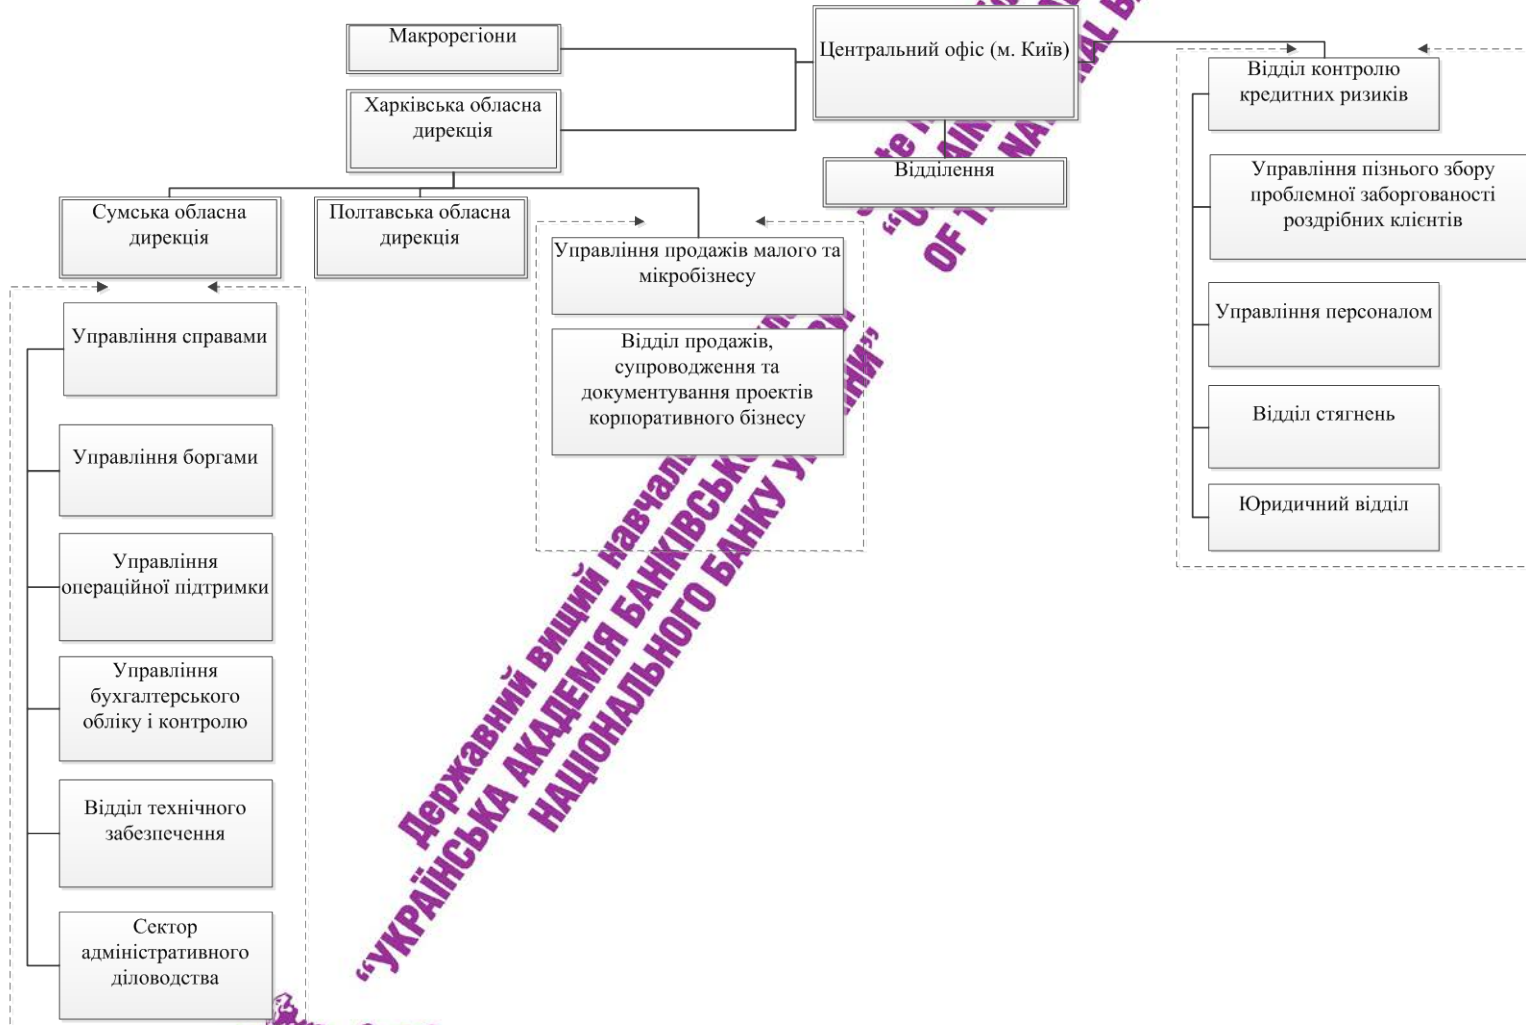 Макрорегіони
Центральний офіс (м. Київ)
Відділ контролю
кредитних ризиків
Харківська обласна
дирекція
Відділення
Управління пізнього збору
проблемної заборгованості
роздрібних клієнтів
Сумська обласна
дирекція
Полтавська обласна
дирекція
Управління продажів малого та
мікробізнесу
Управління справами
Управління персоналом
Відділ продажів,
супроводження та
документування проектів
корпоративного бізнесу
Відділ стягнень
Управління боргами
Юридичний відділ
Управління
операційної підтримки
Управління
бухгалтерського
обліку і контролю
Відділ технічного
забезпечення
Сектор
адміністративного
діловодства
Державний вищий
“УКРАЇНСЬКА АКАДЕМІЯ
НАЦІОНАЛЬНОГО БАНКУ